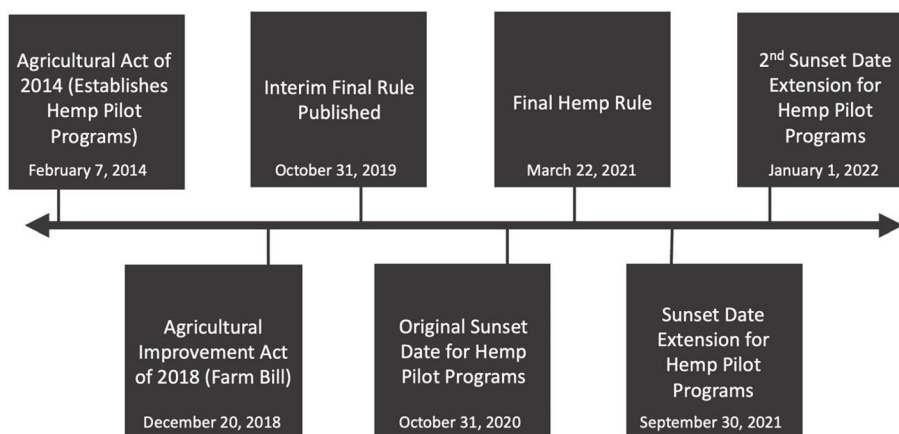 Agricultural Act of
2014 (Establishes
Hemp Pilot
Programs)
February 7, 2014
Interim Final Rule
Published
October 31, 2019
Final Hemp Rule
March 22, 2021
2nd Sunset Date
Extension for
Hemp Pilot
Programs
January 1, 2022
Agricultural
Improvement Act
of 2018 (Farm Bill)
December 20, 2018
Original Sunset
Date for Hemp
Pilot Programs
October 31, 2020
Sunset Date
Extension for
Hemp Pilot
Programs
September 30, 2021